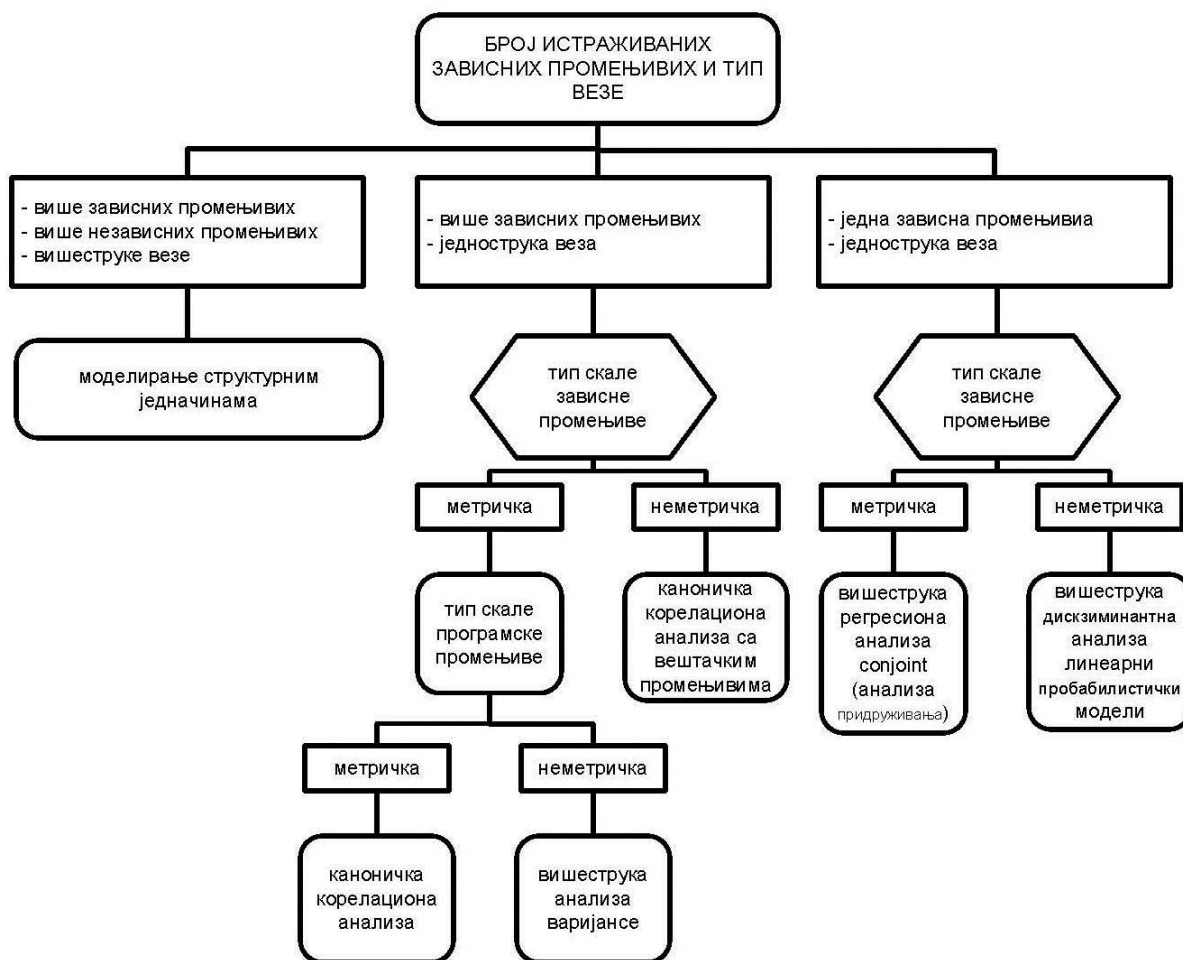 БРОЈ ИСТРАЖИВАНИХ
ЗАВИСНИХ ПРОМЕЊИВИХ И ТИП
ВЕЗЕ
- више зависних промењивих
- више независних промењивих
- вишеструке везе
- више зависних промењивих
- једнострука веза
- једна зависна промењивиа
- једнострука веза
моделирање структурним
једначинама
тип скале
зависне
промењиве
тип скале
зависне
промењиве
метричка
неметричка
метричка
неметричка
тип скале
програмске
промењиве
каноничка
корелациона
анализа са
вештачким
промењивима
вишеструка
регресиона
анализа
conjoint
(анализа
придруживања)
вишеструка
дискзиминантна
анализа
линеарни
пробабилистички
модели
метричка
неметричка
каноничка
корелациона
анализа
вишеструка
анализа
варијансе